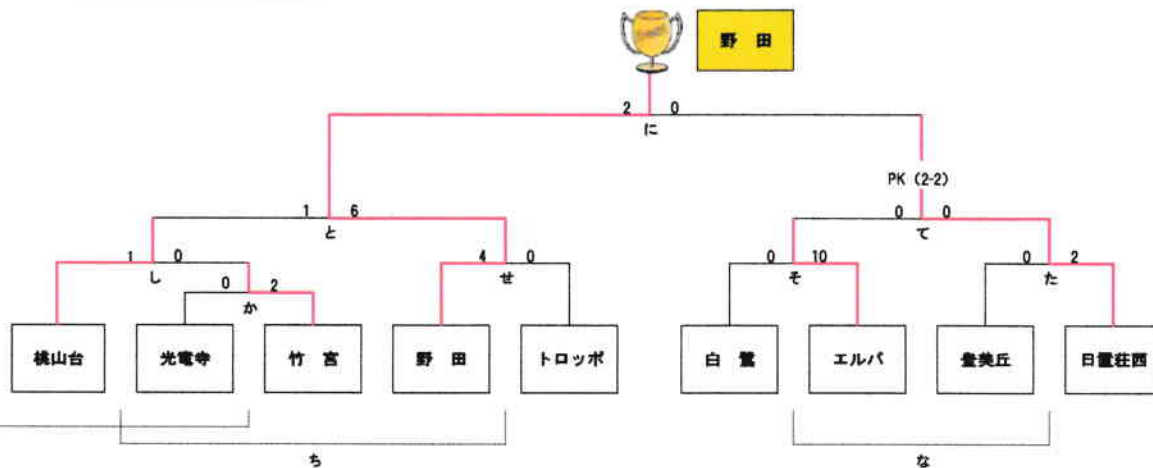 野 田
2 0
に
PK (2-2)
1 6
0 0
と
て
1 0
4 0
0 10
0 2
し
せ
そ
た
0 2
か
桃山台
光竜寺
竹 宮
野 田
トロッポ
白 鷺
エルバ
登美丘
日置荘西
ち
な